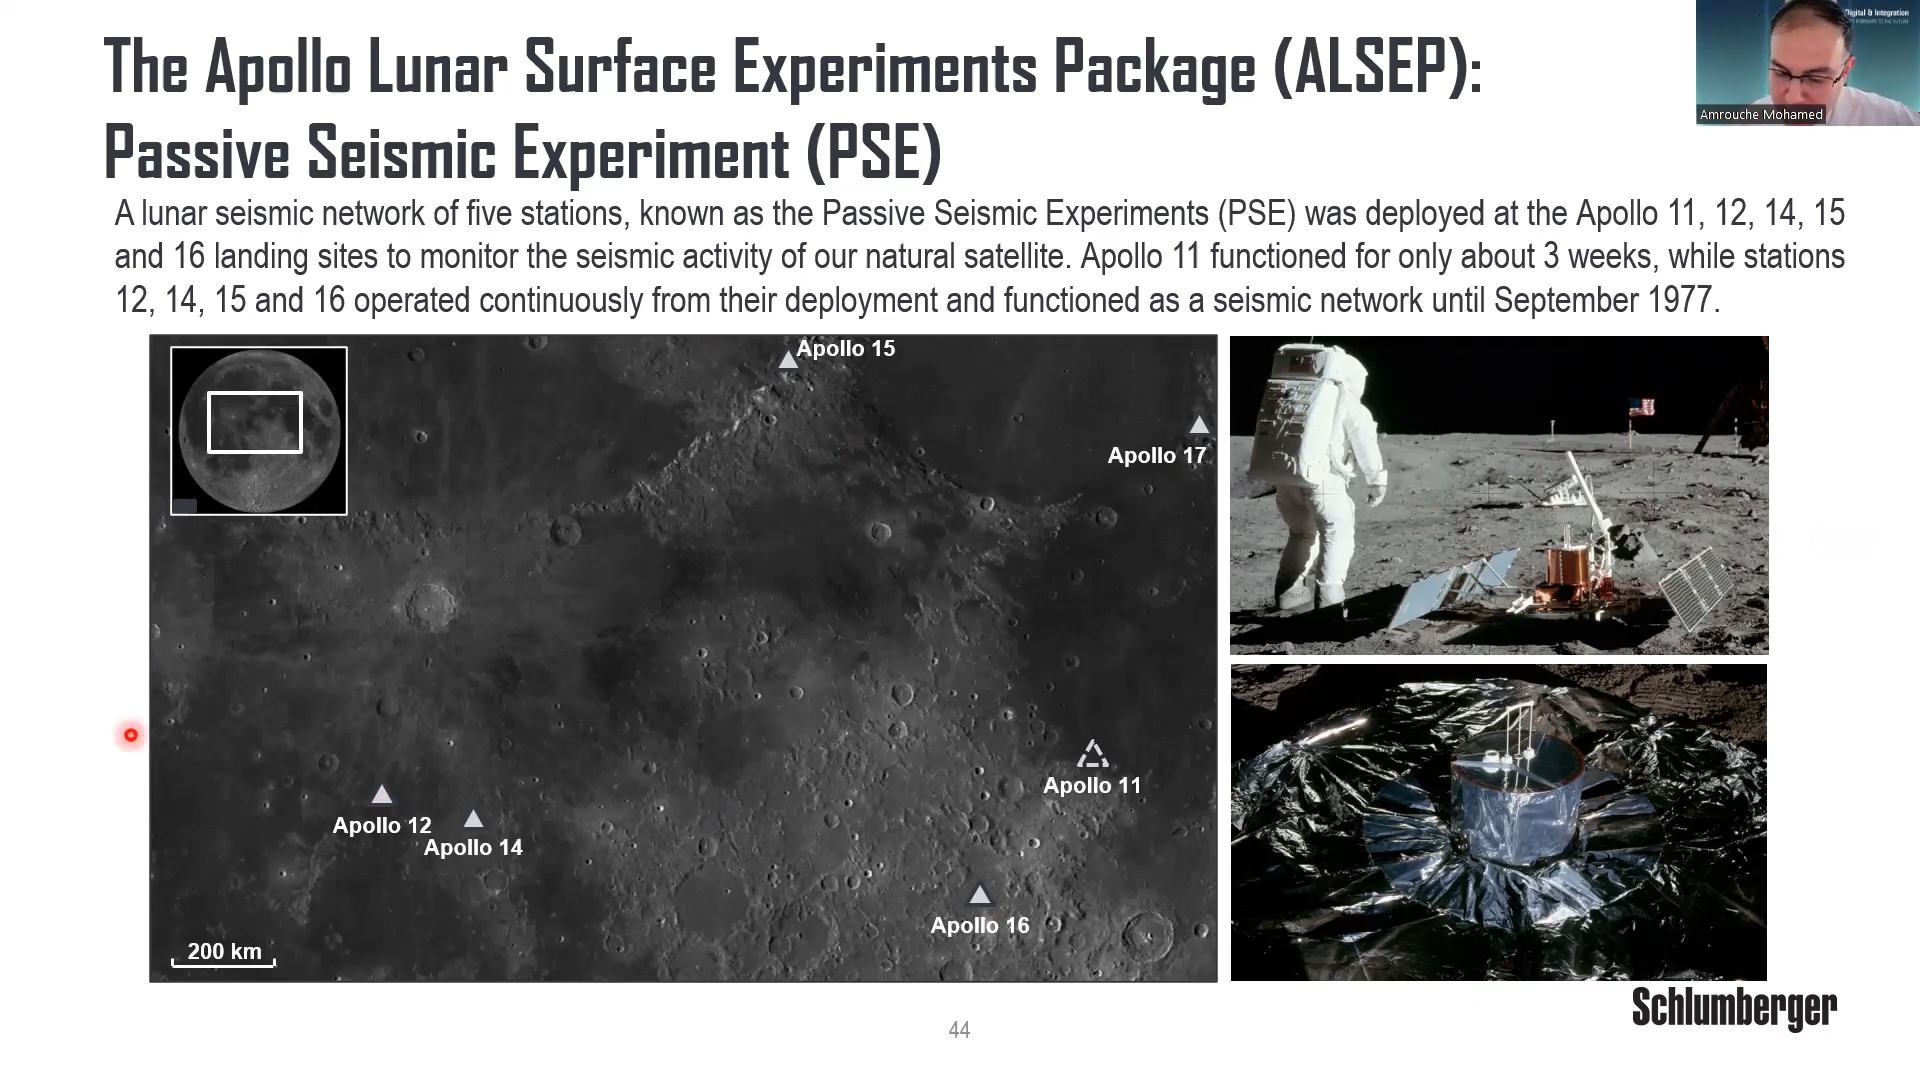 The Apollo Lunar Surface Experiments Package (ALSEP):
Passive Seismic Experiment (PSE)
Digital & Integration
Amrouche Mohamed
A lunar seismic network of five stations, known as the Passive Seismic Experiments (PSE) was deployed at the Apollo 11, 12, 14, 15
and 16 landing sites to monitor the seismic activity of our natural satellite. Apollo 11 functioned for only about 3 weeks, while stations
12, 14, 15 and 16 operated continuously from their deployment and functioned as a seismic network until September 1977.
Apollo 15
Apollo 17
Apollo 11
Apollo 12
Apollo 14
Apollo 16
200 km
Schlumberger
44